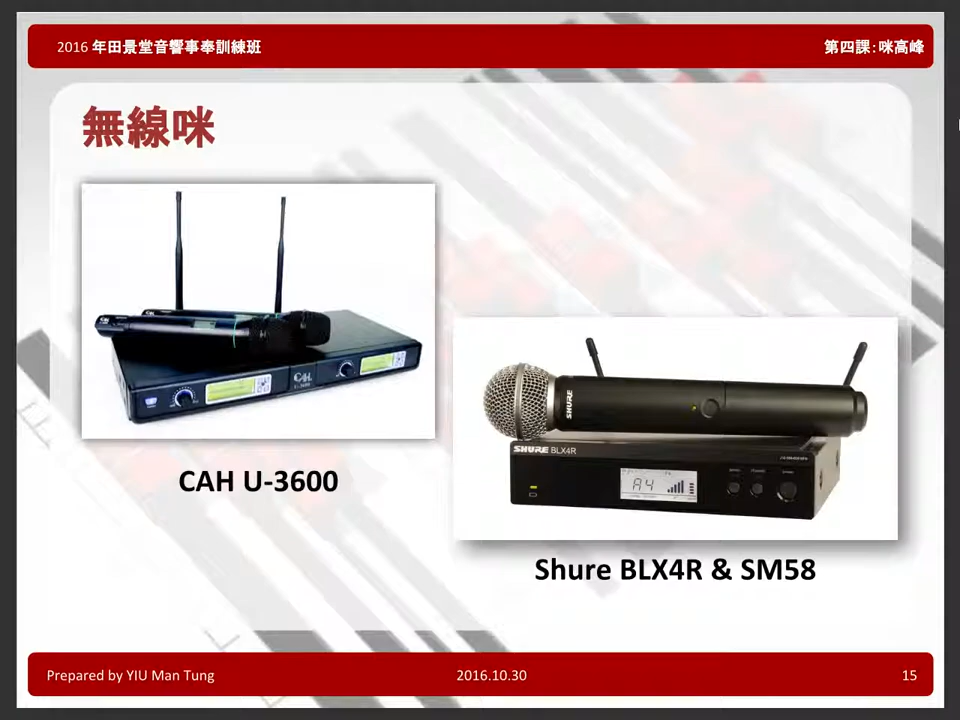 2016 年田景堂音響事奉訓練班
第四課：咪高峰
無線咪
CAH
U-3600
CAH U-3600
SHURE
SHURE BLX4R
A4
Shure BLX4R & SM58
Prepared by YIU Man Tung
2016.10.30
15